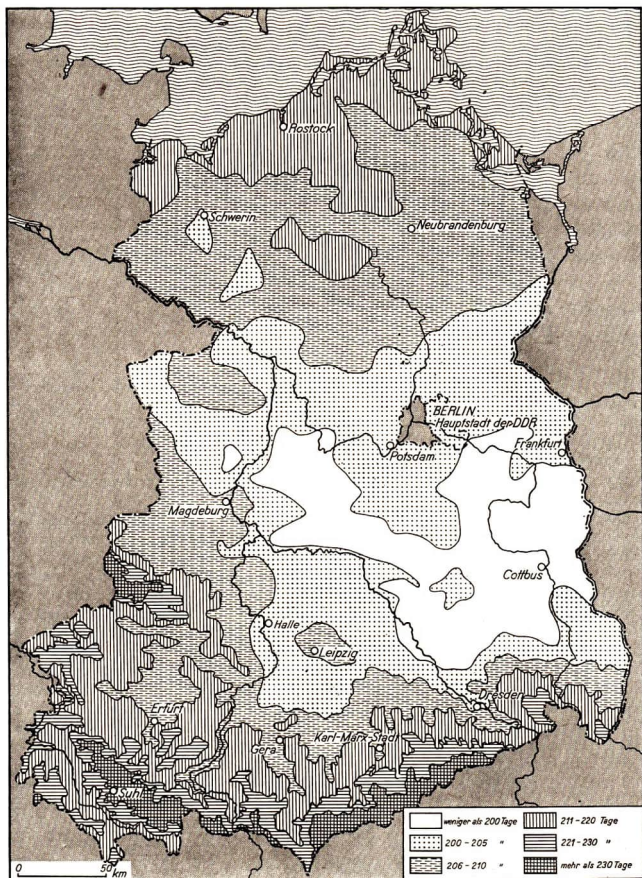 Rostock
Schwerin
Neubrandenburg
BERLIN
Hauptstadt der DDR
Potsdam
Frankfurt
Magdeburg
Cottbus
Halle
Leipzig
Dresden
Erfurt
Gera
Karl-Marx-Stadt
Suhl
weniger als 200 Tage
200-205 "
206-210 "
211-220 Tage
221-230 "
mehr als 230 Tage
0 50
km